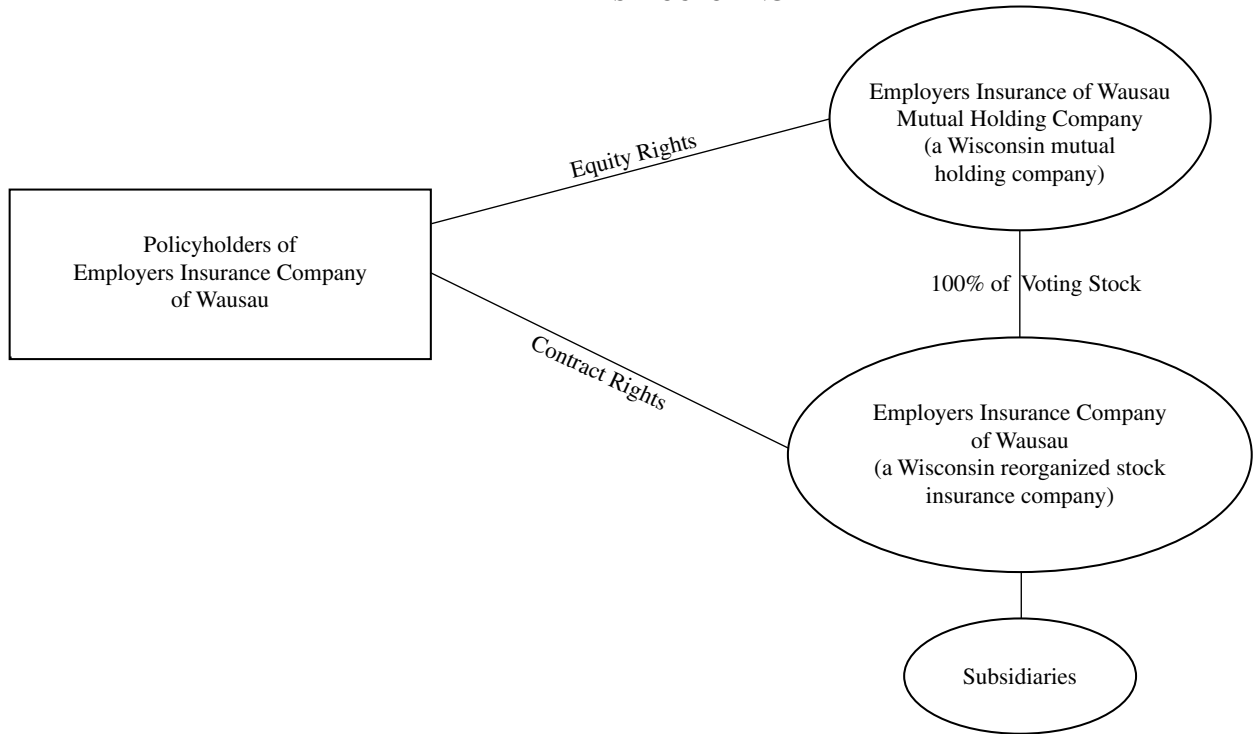 Employers Insurance of Wausau
Mutual Holding Company
(a Wisconsin mutual
holding company)
Equity Rights
Policyholders of
Employers Insurance Company
of Wausau
100% of Voting Stock
Contract Rights
Employers Insurance Company
of Wausau
(a Wisconsin reorganized stock
insurance company)
Subsidiaries